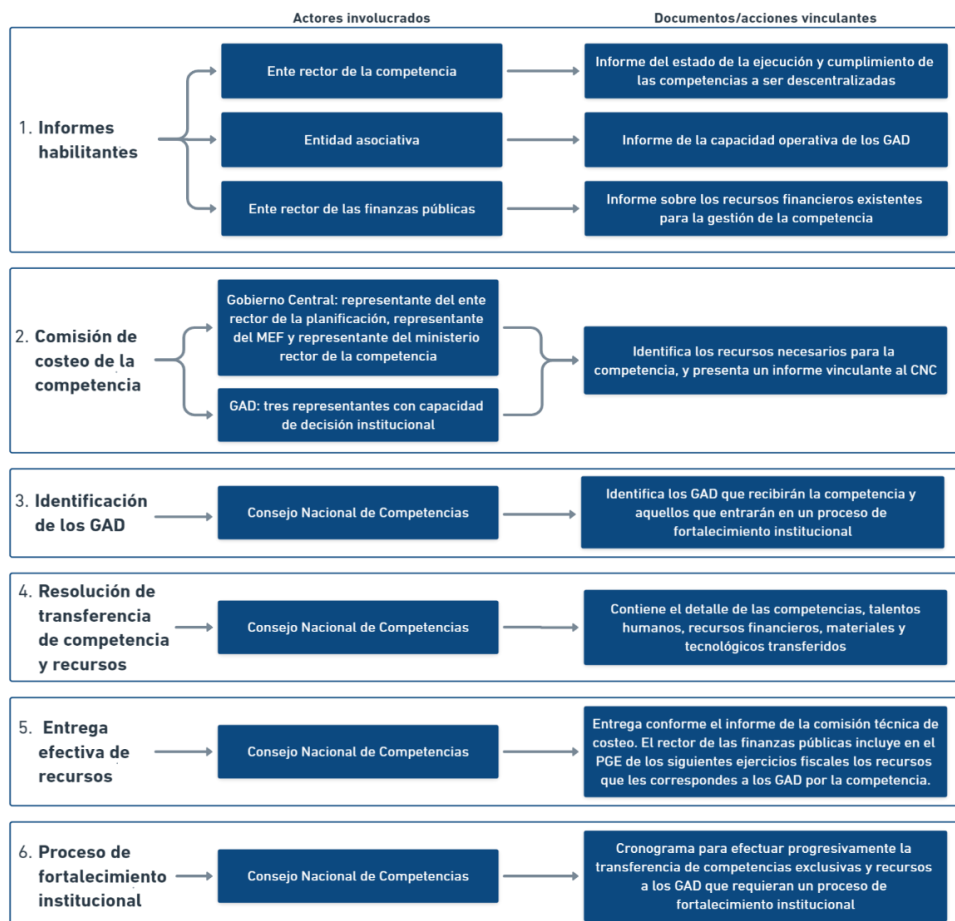 Actores involucrados
Documentos/acciones vinculantes
1. Informes
habilitantes
Ente rector de la competencia
Informe del estado de la ejecución y cumplimiento de
las competencias a ser descentralizadas
Entidad asociativa
Informe de la capacidad operativa de los GAD
Ente rector de las finanzas públicas
Informe sobre los recursos financieros existentes
para la gestión de la competencia
2. Comisión de
costeo de la
competencia
Gobierno Central: representante del ente
rector de la planificación, representante
del MEF y representante del ministerio
rector de la competencia
GAD: tres representantes con capacidad
de decisión institucional
Identifica los recursos necesarios para la
competencia, y presenta un informe vinculante al CNC
3. Identificación
de los GAD
Consejo Nacional de Competencias
Identifica los GAD que recibirán la competencia y
aquellos que entrarán en un proceso de
fortalecimiento institucional
4. Resolución de
transferencia
de competencia
y recursos
Consejo Nacional de Competencias
Contiene el detalle de las competencias, talentos
humanos, recursos financieros, materiales y
tecnológicos transferidos
5. Entrega
efectiva de
recursos
Consejo Nacional de Competencias
Entrega conforme el informe de la comisión técnica de
costeo. El rector de las finanzas públicas incluye en el
PGE de los siguientes ejercicios fiscales los recursos
que les correspondes a los GAD por la competencia.
6. Proceso de
fortalecimiento
institucional
Consejo Nacional de Competencias
Cronograma para efectuar progresivamente la
transferencia de competencias exclusivas y recursos
a los GAD que requieran un proceso de
fortalecimiento institucional